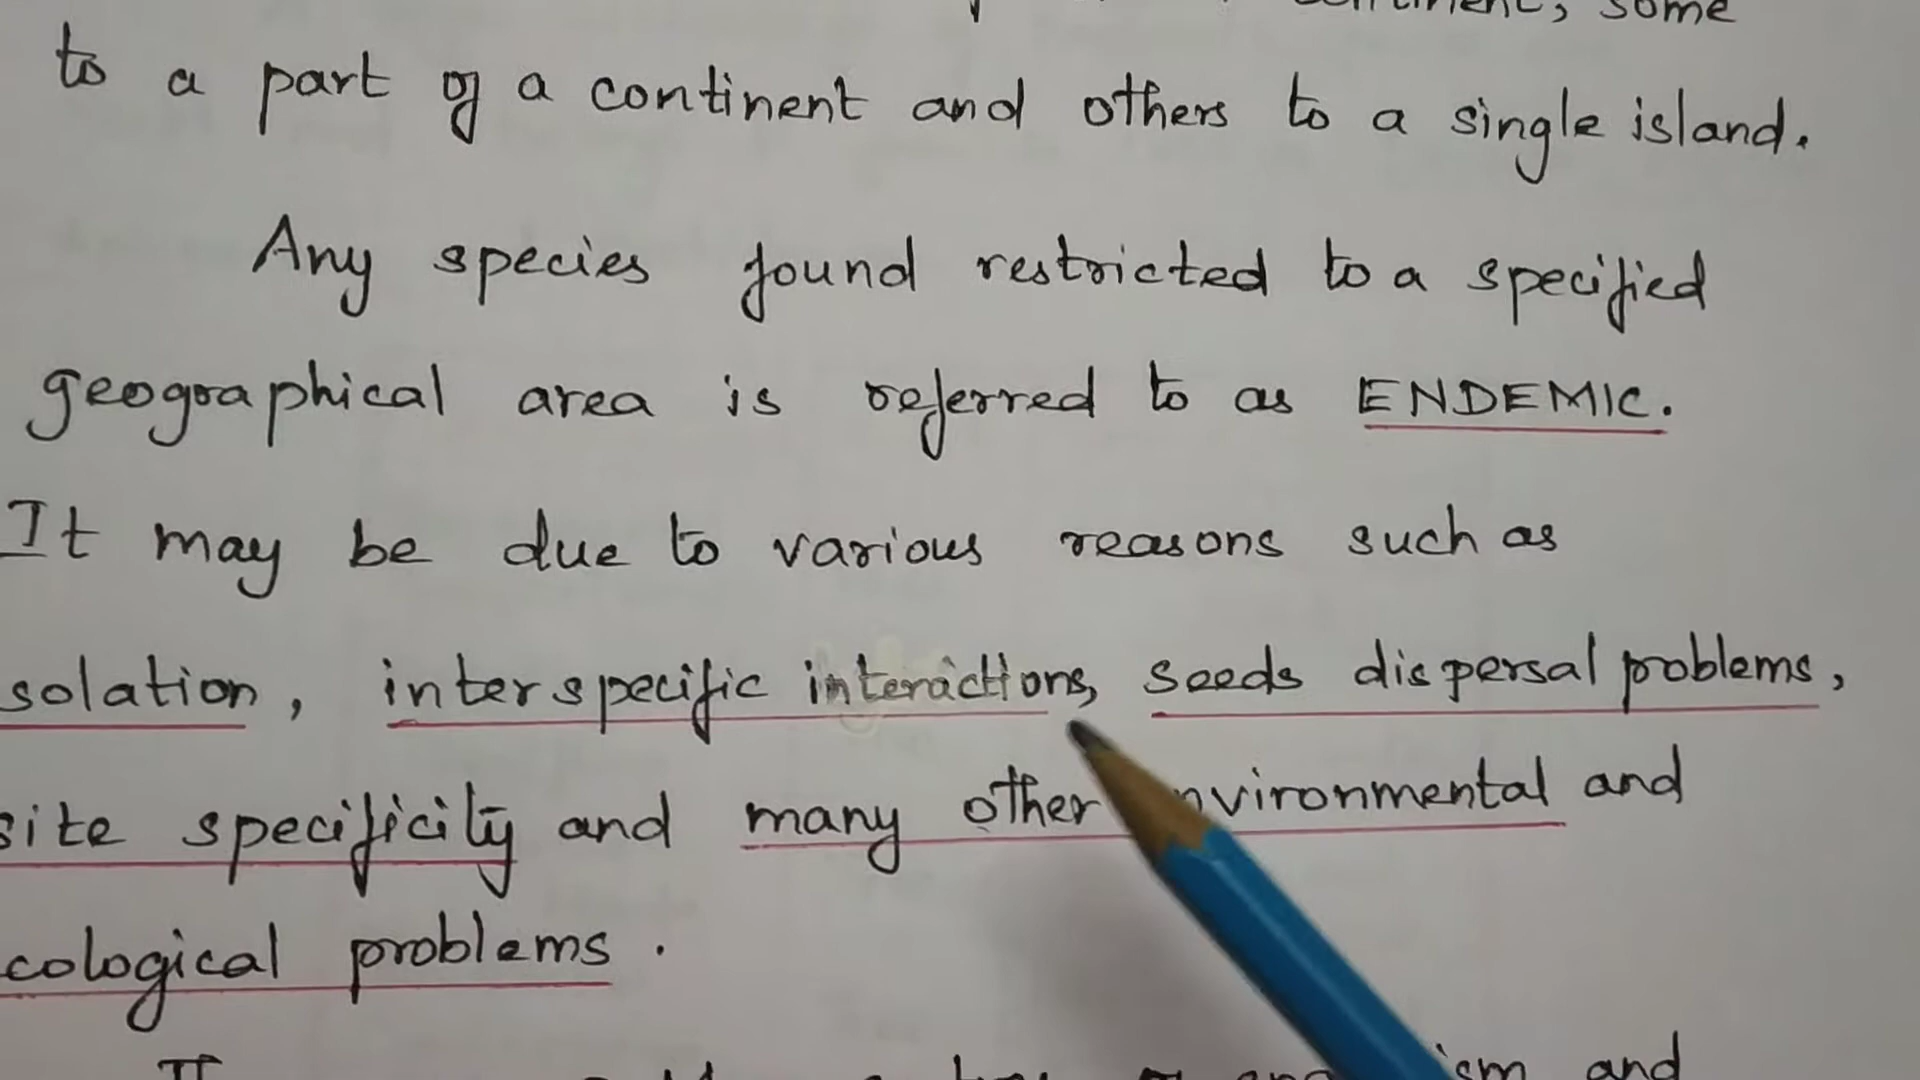 some
to a part of a continent and others to a single island.
Any species found restricted to a specified
geographical area is referred to as ENDEMIC.
It may be due to various reasons such as
solation, interspecific interactions, seeds dispersal problems,
site specificity and many other nvironmental and
cological problems.
and